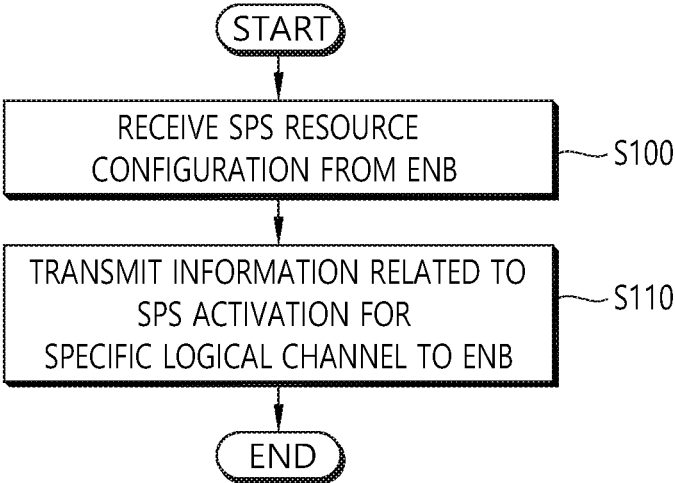 START
RECEIVE SPS RESOURCE
CONFIGURATION FROM ENB
S100
TRANSMIT INFORMATION RELATED TO
SPS ACTIVATION FOR
SPECIFIC LOGICAL CHANNEL TO ENB
S110
END